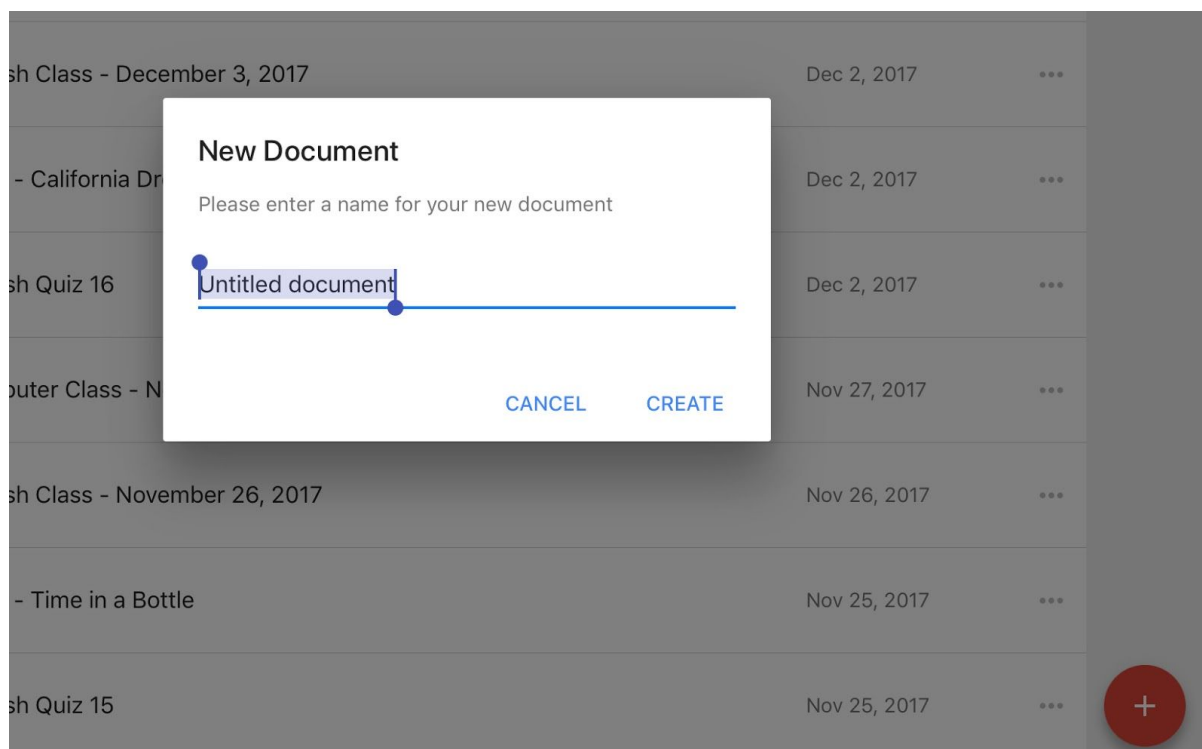 sh Class - December 3, 2017 Dec 2, 2017
New Document
- California Dr Dec 2, 2017
Please enter a name for your new document
sh Quiz 16 Untitled document Dec 2, 2017
puter Class - N Nov 27, 2017
CANCEL CREATE
sh Class - November 26, 2017 Nov 26, 2017
- Time in a Bottle Nov 25, 2017
sh Quiz 15 Nov 25, 2017